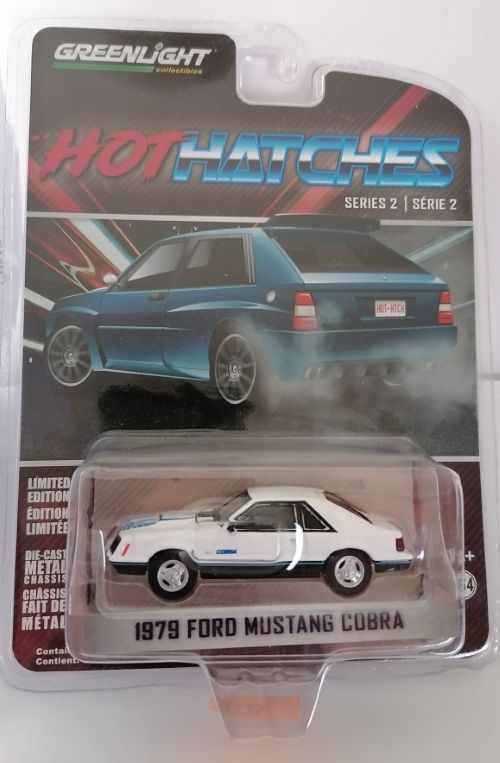 GREENLIGHT
collectibles
HOT HATCHES
SERIES 2 | SÉRIE 2
HOT-HTCH
LIMITED
EDITION
ÉDITION
LIMITÉE
DIE-CAST
METAL
CHASSIS
CHÂSSIS
FAIT DE
MÉTAL
COBRA
1979 FORD MUSTANG COBRA
Contient: